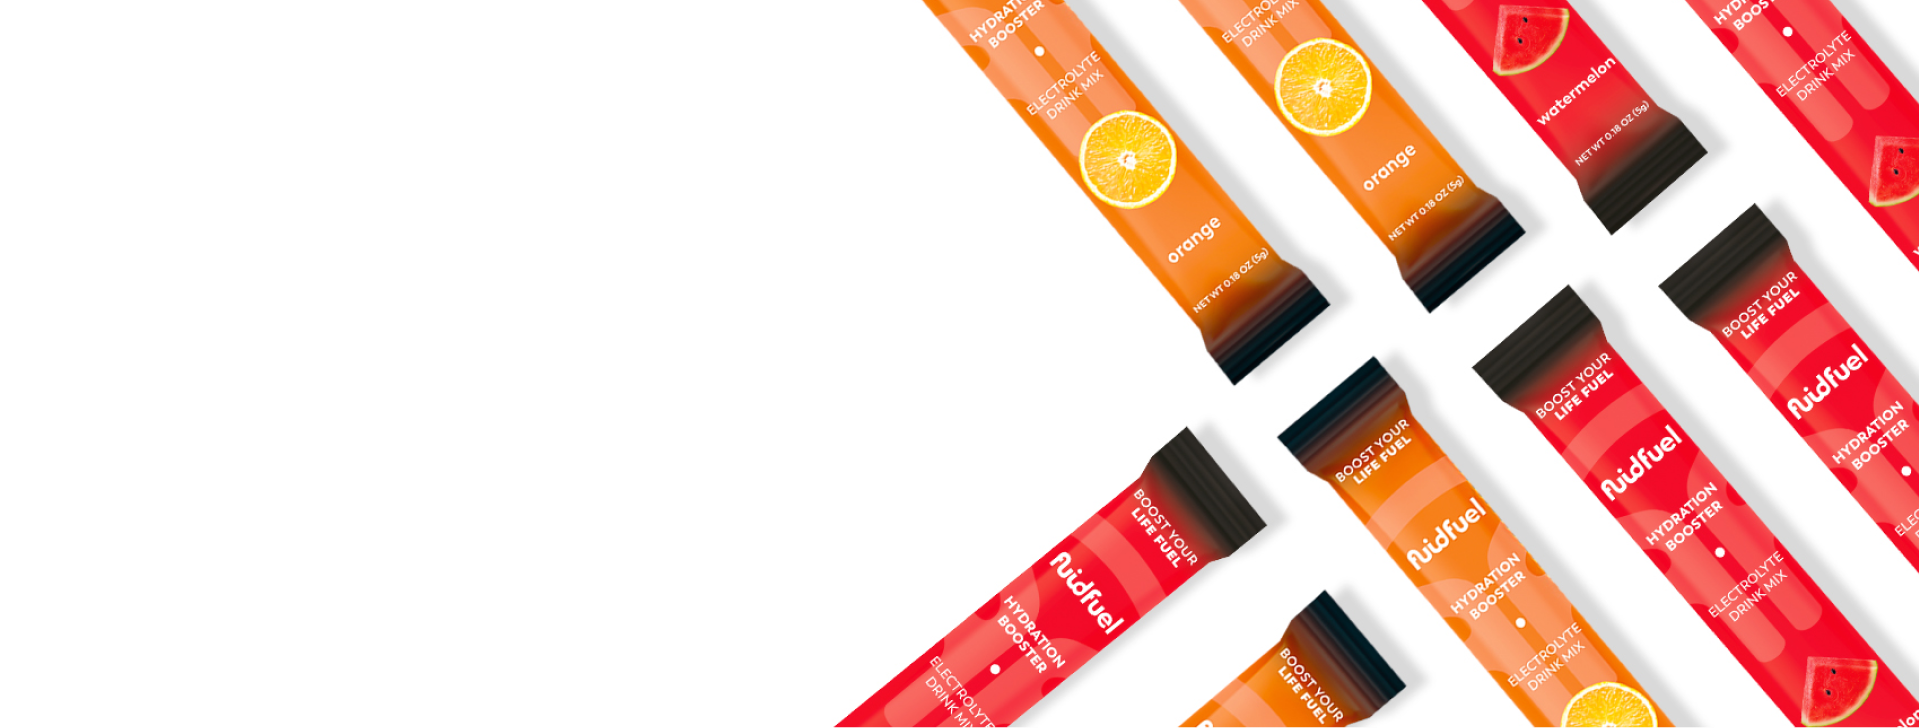 HYDRATION
BOOSTER
ELECTROLYTE
DRINK MIX
orange
NET WT 0.18 OZ (5g)
ELECTROLYTE
DRINK MIX
orange
NET WT 0.18 OZ (5g)
watermelon
NET WT 0.18 OZ (5g)
ELECTROLYTE
DRINK MIX
BOOST YOUR
LIFE FUEL
fluidfuel
HYDRATION
BOOSTER
ELECTROLYTE
DRINK MIX
BOOST YOUR
LIFE FUEL
BOOST YOUR
LIFE FUEL
fluidfuel
HYDRATION
BOOSTER
ELECTROLYTE
DRINK MIX
BOOST YOUR
LIFE FUEL
fluidfuel
HYDRATION
BOOSTER
ELECTROLYTE
DRINK MIX
BOOST YOUR
LIFE FUEL
fluidfuel
HYDRATION
BOOSTER